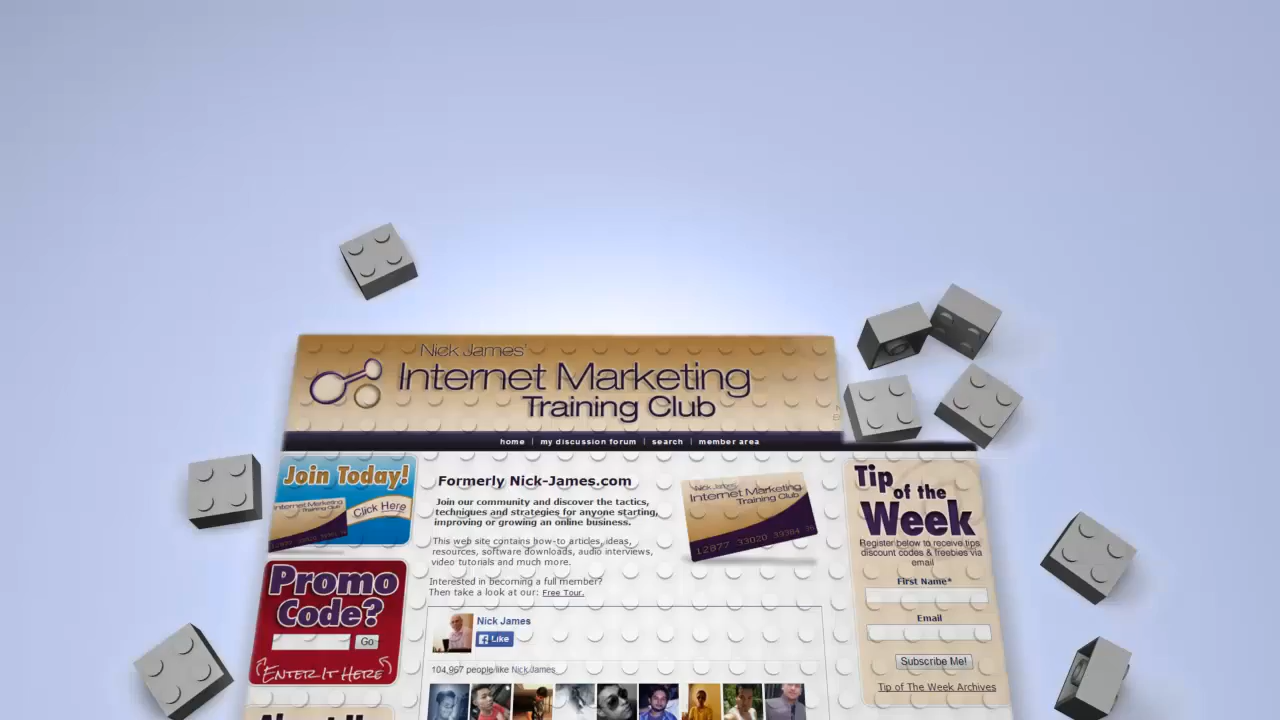 Nick James'
Internet Marketing
Training Club
home | my discussion forum | search | member area
Join Today!
Internet Marketing
Training Club
Click Here
Promo
Code?
Go
Enter It Here
Formerly Nick-James.com
Join our community and discover the tactics,
techniques and strategies for anyone starting,
improving or growing an online business.
This web site contains how-to articles, ideas,
resources, software downloads, audio interviews,
video tutorials and much more.
Interested in becoming a full member?
Then take a look at our: Free Tour.
Nick James'
Internet Marketing
Training Club
12877 33020 39384
Nick James
Like
104,967 people like Nick James.
Tip
of the
Week
Register below to receive tips
discount codes & freebies via
email
First Name*
Email
Subscribe Me!
Tip of The Week Archives